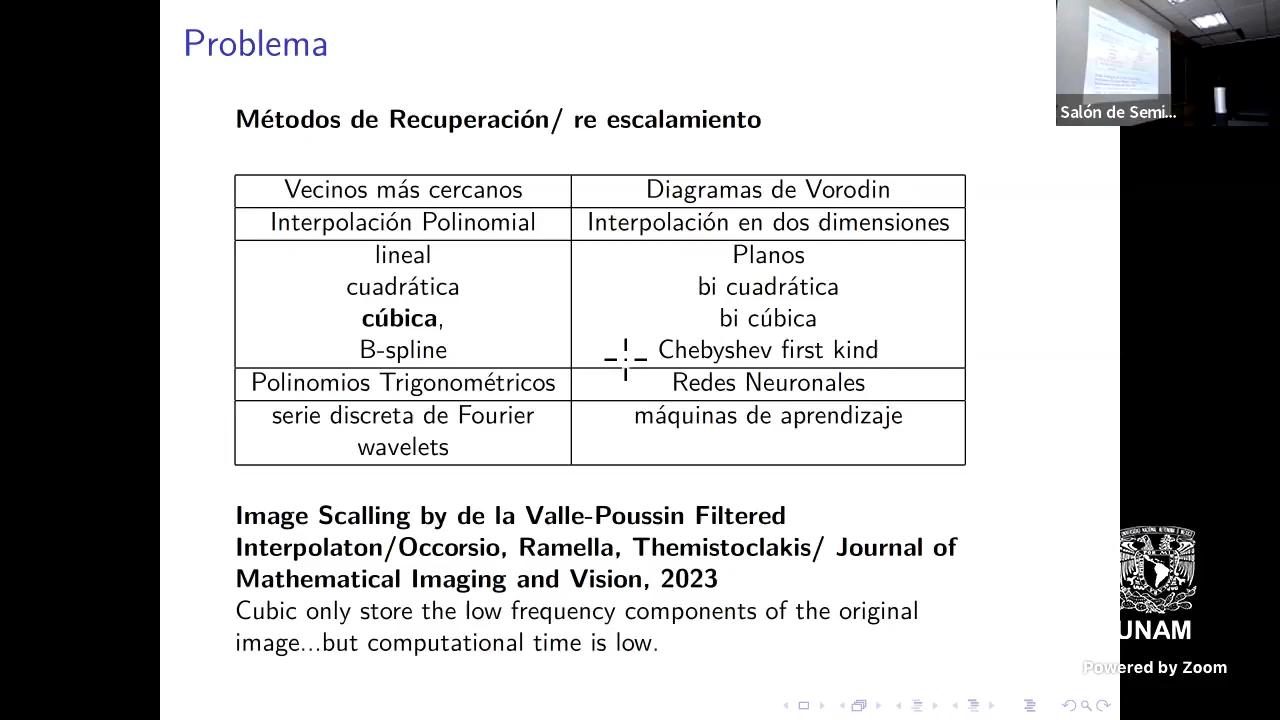 Problema
Salón de Semi...
Métodos de Recuperación/ re escalamiento
Vecinos más cercanos Diagramas de Vorodin
Interpolación Polinomial Interpolación en dos dimensiones
lineal Planos
cuadrática bi cuadrática
cúbica, bi cúbica
B-spline Chebyshev first kind
Polinomios Trigonométricos Redes Neuronales
serie discreta de Fourier máquinas de aprendizaje
wavelets
Image Scalling by de la Valle-Poussin Filtered
Interpolaton/Occorsio, Ramella, Themistoclakis/ Journal of
Mathematical Imaging and Vision, 2023
Cubic only store the low frequency components of the original
image...but computational time is low.
UNAM
Powered by Zoom